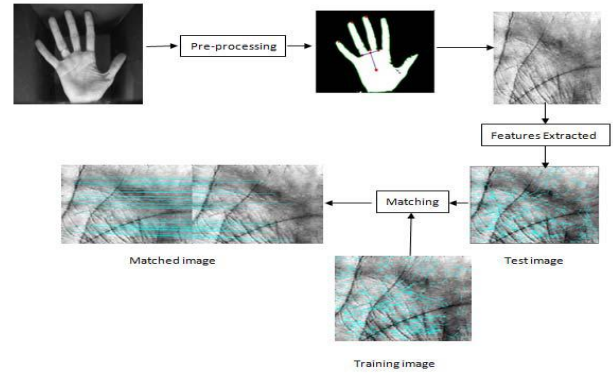 Pre-processing
Features Extracted
Matching
Matched image
Test image
Training image